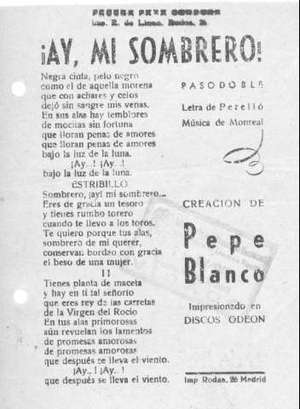 ¡AY, MI SOMBRERO!
Negra cinta, pelo negro
como el de aquella morena
que con achares y celos
dejó sin sangre mis venas.
En sus alas hay temblores
de mocitas sin fortuna
que lloran penas de amores
que lloran penas de amores
bajo la luz de la luna.
¡Ay...! ¡Ay...!
bajo la luz de la luna.
ESTRIBILLO
Sombrero, ¡ay! mi sombrero...
Eres de gracia un tesoro
y tienes rumbo torero
cuando te llevo a los toros.
Te quiero porque tus alas,
sombrero de mi querer,
conservan bordao con gracia
el beso de una mujer.
II
Tienes planta de maceta
y hay en ti tal señorío
que eres rey de las carretas
de la Virgen del Rocío
En tus alas primorosas
aún revuelan los lamentos
de promesas amorosas
de promesas amorosas
que después se lleva el viento.
¡Ay..! ¡Ay...!
que después se lleva el viento.
PASODOBLE
Letra de Perelló
Música de Monreal
CREACION DE
Pepe
Blanco
Impresionado en
DISCOS ODEON
Imp Rodas, 26 Madrid